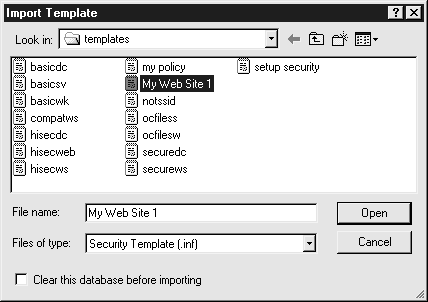 Import Template
Look in: templates
basicdc my policy setup security
basicsv My Web Site 1
basicwk notssid
compatws ocfiless
hisecdc ocfilesw
hisecweb securedc
hisecws securews
File name: My Web Site 1 Open
Files of type: Security Template (.inf) Cancel
Clear this database before importing